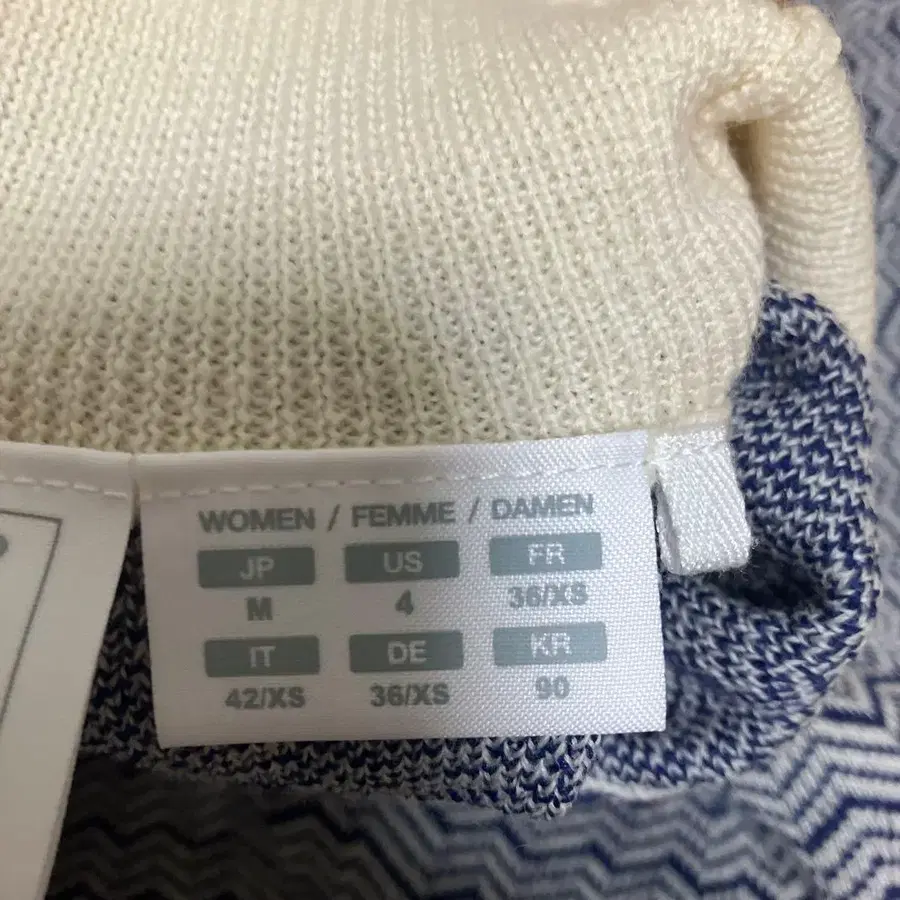 WOMEN / FEMME / DAMEN
JP US FR
M 4 36/XS
IT DE KR
42/XS 36/XS 90